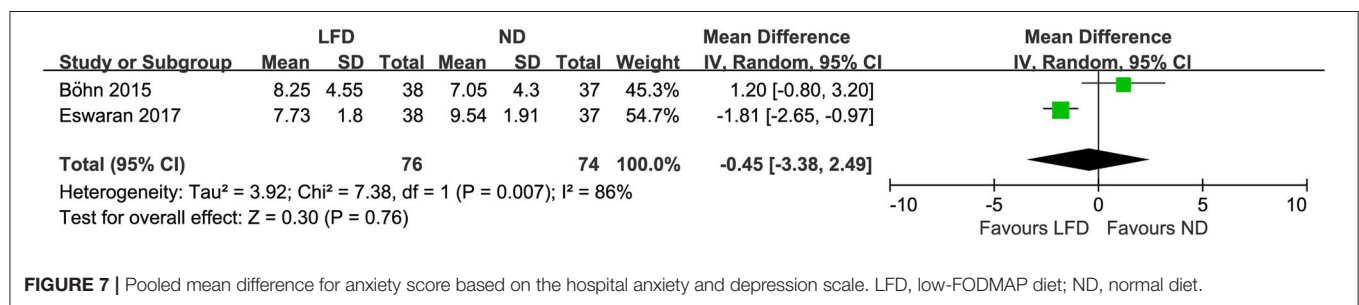 LFD ND Mean Difference Mean Difference
Study or Subgroup Mean SD Total Mean SD Total Weight IV, Random, 95% CI IV, Random, 95% CI
Böhn 2015 8.25 4.55 38 7.05 4.3 37 45.3% 1.20 [-0.80, 3.20]
Eswaran 2017 7.73 1.8 38 9.54 1.91 37 54.7% -1.81 [-2.65, -0.97]
Total (95% CI) 76 74 100.0% -0.45 [-3.38, 2.49]
Heterogeneity: Tau² = 3.92; Chi² = 7.38, df = 1 (P = 0.007); I² = 86%
Test for overall effect: Z = 0.30 (P = 0.76)
-10 -5 0 5 10
Favours LFD Favours ND
FIGURE 7 | Pooled mean difference for anxiety score based on the hospital anxiety and depression scale. LFD, low-FODMAP diet; ND, normal diet.